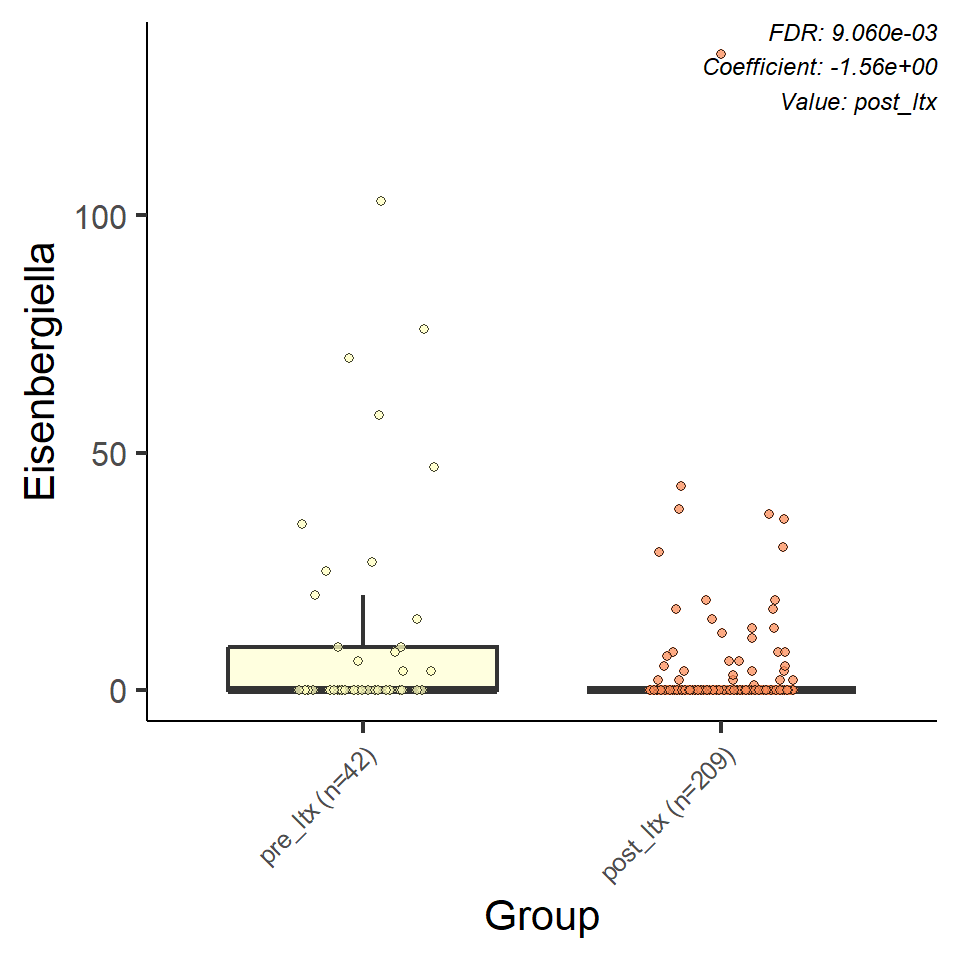 FDR: 9.060e-03
Coefficient: -1.56e+00
Value: post_ltx
Eisenbergiella
100
50
0
pre_ltx (n=42)
post_ltx (n=209)
Group